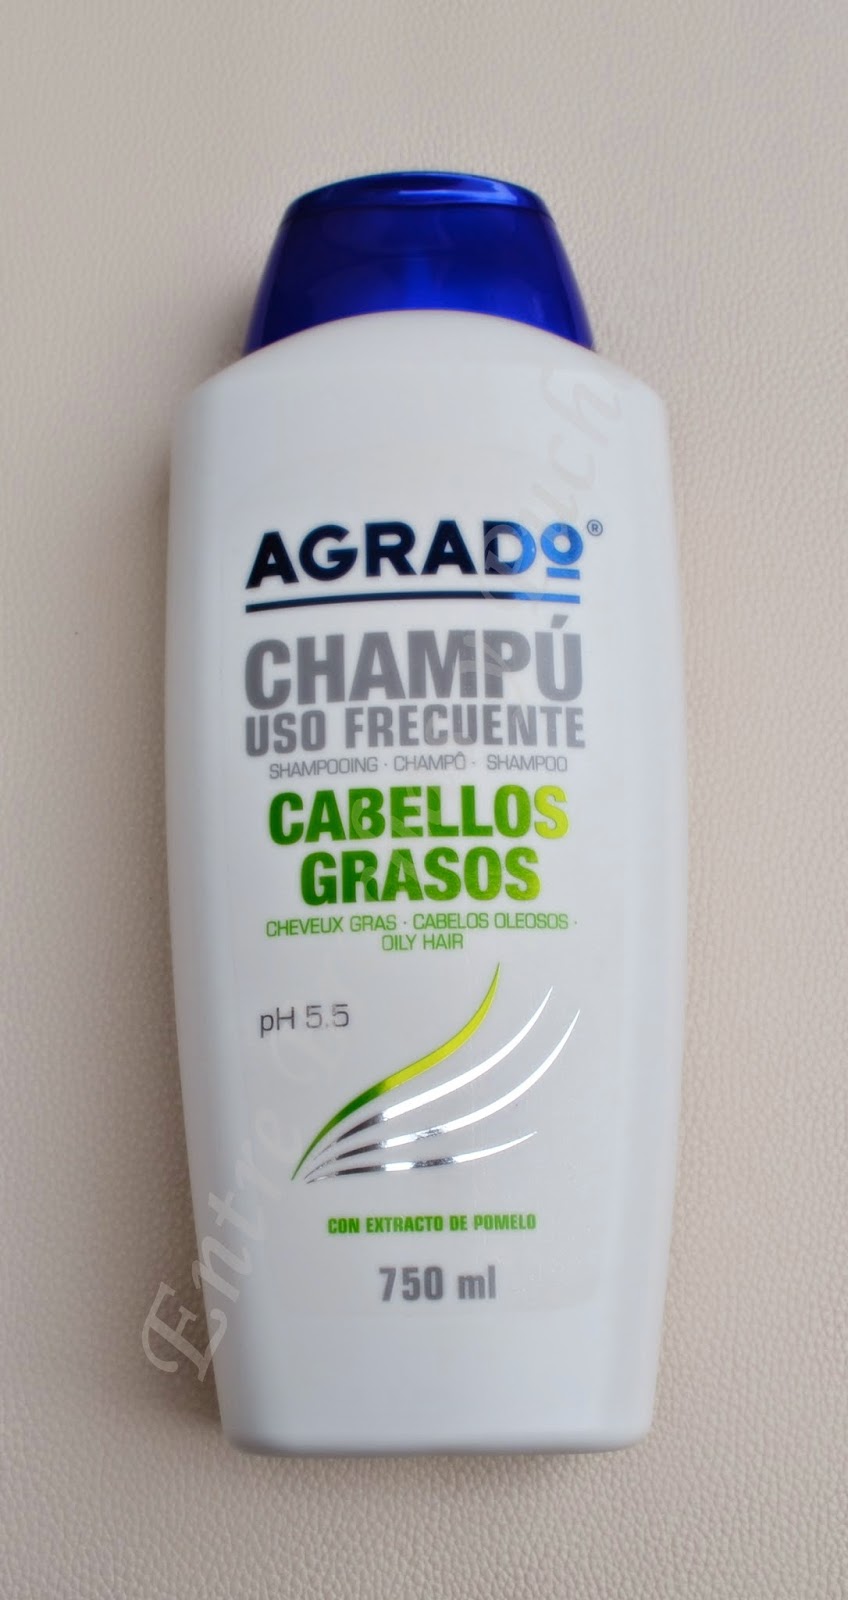 AGRADO®
CHAMPÚ
USO FRECUENTE
SHAMPOOING · CHAMPÔ · SHAMPOO
CABELLOS
GRASOS
CHEVEUX GRAS · CABELOS OLEOSOS ·
OILY HAIR
pH 5.5
CON EXTRACTO DE POMELO
750 ml
Entre